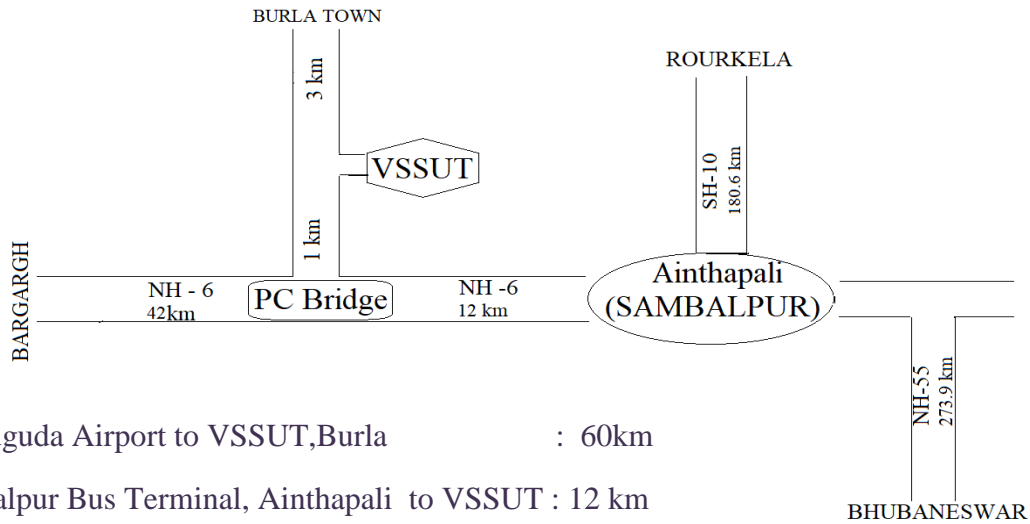 BURLA TOWN
3 km
ROURKELA
VSSUT
SH-10
180.6 km
1 km
BARGARGH
NH - 6
42km
PC Bridge
NH -6
12 km
Ainthapali
(SAMBALPUR)
NH-55
273.9 km
guda Airport to VSSUT,Burla : 60km
alpur Bus Terminal, Ainthapali to VSSUT : 12 km
BHUBANESWAR